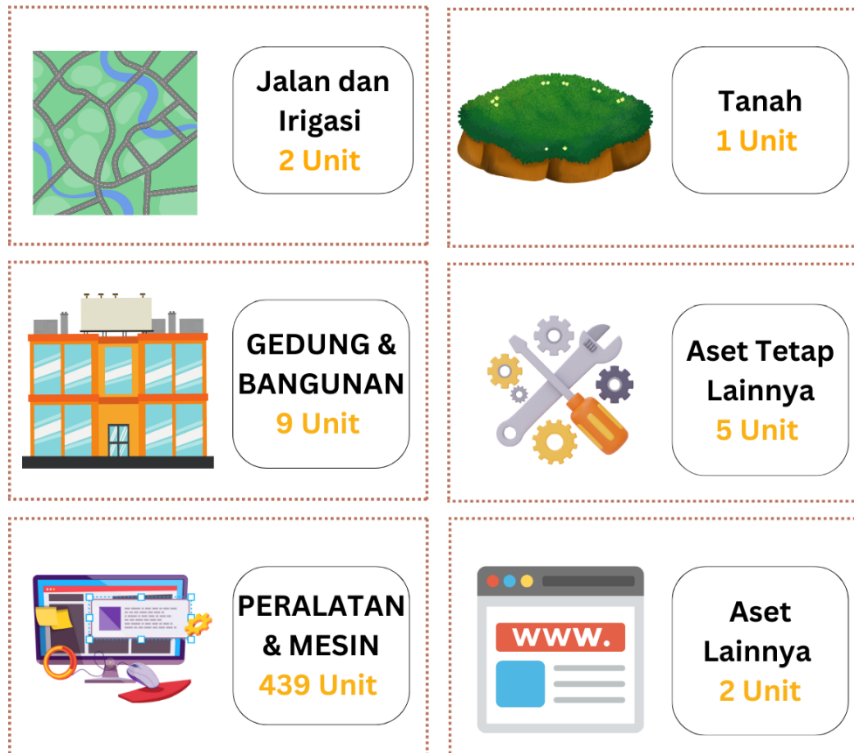 Jalan dan
Irigasi
2 Unit
Tanah
1 Unit
GEDUNG &
BANGUNAN
9 Unit
Aset Tetap
Lainnya
5 Unit
PERALATAN
& MESIN
439 Unit
www.
Aset
Lainnya
2 Unit